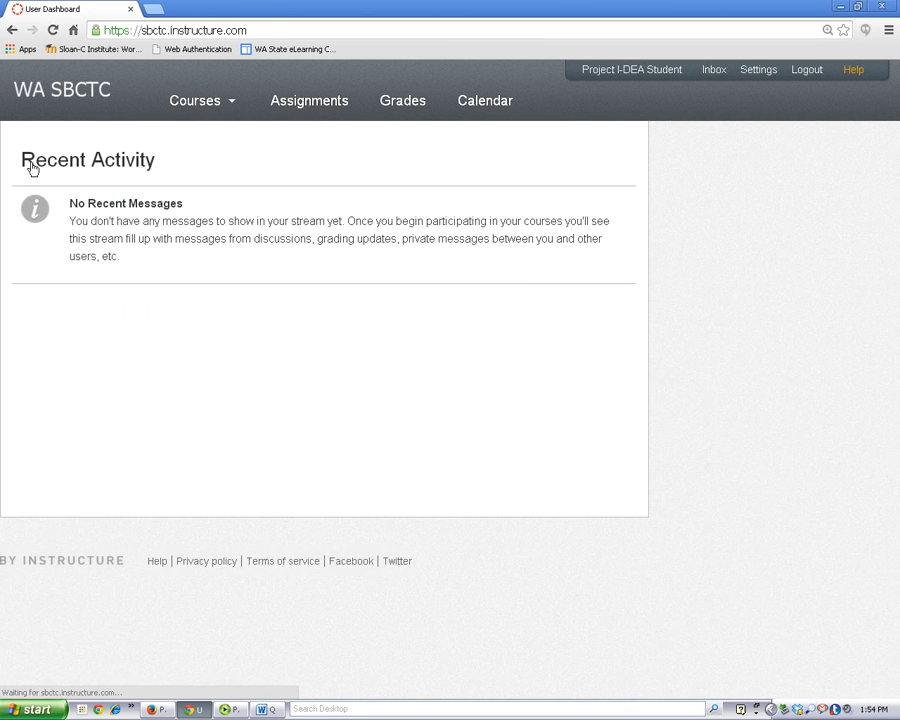 User Dashboard
https://sbctc.instructure.com
Apps Sloan-C Institute: Wor... Web Authentication WA State eLearning C...
Project I-DEA Student Inbox Settings Logout Help
WA SBCTC
Courses Assignments Grades Calendar
Recent Activity
No Recent Messages
You don't have any messages to show in your stream yet. Once you begin participating in your courses you'll see
this stream fill up with messages from discussions, grading updates, private messages between you and other
users, etc.
BY INSTRUCTURE Help | Privacy policy | Terms of service | Facebook | Twitter
Waiting for sbctc.instructure.com...
start P. U P. Q Search Desktop 1:54 PM